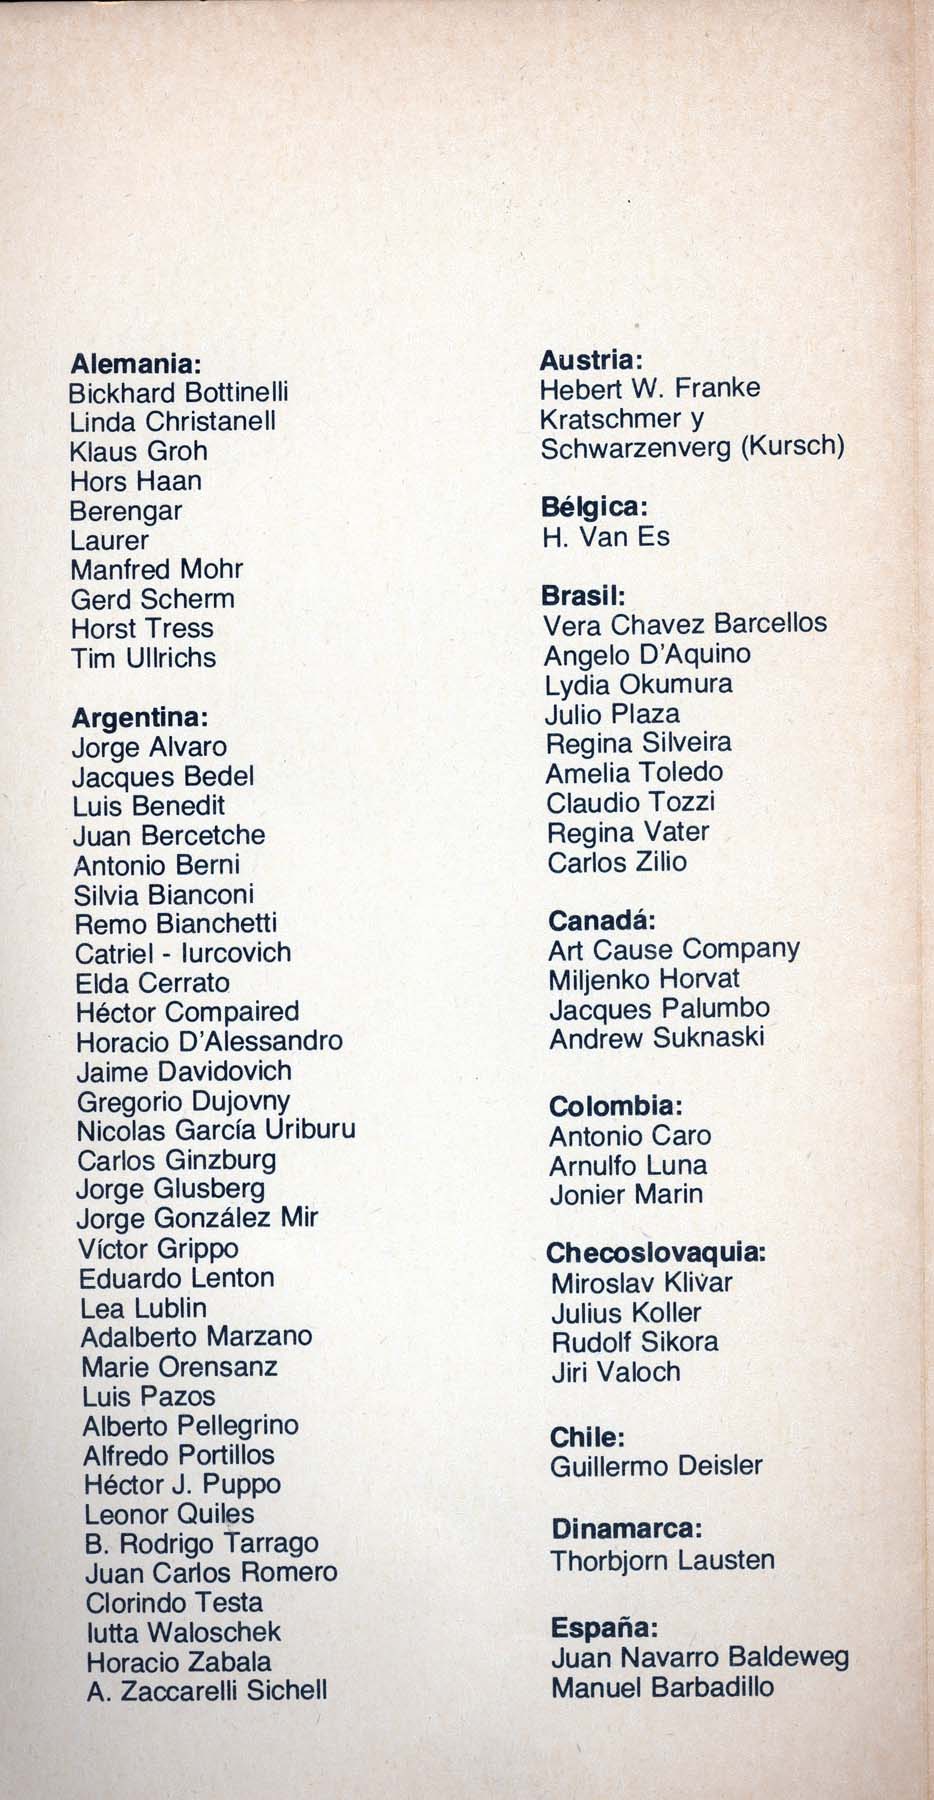 Alemania:
Bickhard Bottinelli
Linda Christanell
Klaus Groh
Hors Haan
Berengar
Laurer
Manfred Mohr
Gerd Scherm
Horst Tress
Tim Ullrichs
Argentina:
Jorge Alvaro
Jacques Bedel
Luis Benedit
Juan Bercetche
Antonio Berni
Silvia Bianconi
Remo Bianchetti
Catriel - Iurcovich
Elda Cerrato
Héctor Compaired
Horacio D'Alessandro
Jaime Davidovich
Gregorio Dujovny
Nicolas García Uriburu
Carlos Ginzburg
Jorge Glusberg
Jorge González Mir
Víctor Grippo
Eduardo Lenton
Lea Lublin
Adalberto Marzano
Marie Orensanz
Luis Pazos
Alberto Pellegrino
Alfredo Portillos
Héctor J. Puppo
Leonor Quiles
B. Rodrigo Tarrago
Juan Carlos Romero
Clorindo Testa
Iutta Waloschek
Horacio Zabala
A. Zaccarelli Sichell
Austria:
Hebert W. Franke
Kratschmer y
Schwarzenverg (Kursch)
Bélgica:
H. Van Es
Brasil:
Vera Chavez Barcellos
Angelo D'Aquino
Lydia Okumura
Julio Plaza
Regina Silveira
Amelia Toledo
Claudio Tozzi
Regina Vater
Carlos Zilio
Canadá:
Art Cause Company
Miljenko Horvat
Jacques Palumbo
Andrew Suknaski
Colombia:
Antonio Caro
Arnulfo Luna
Jonier Marin
Checoslovaquia:
Miroslav Klivar
Julius Koller
Rudolf Sikora
Jiri Valoch
Chile:
Guillermo Deisler
Dinamarca:
Thorbjorn Lausten
España:
Juan Navarro Baldeweg
Manuel Barbadillo